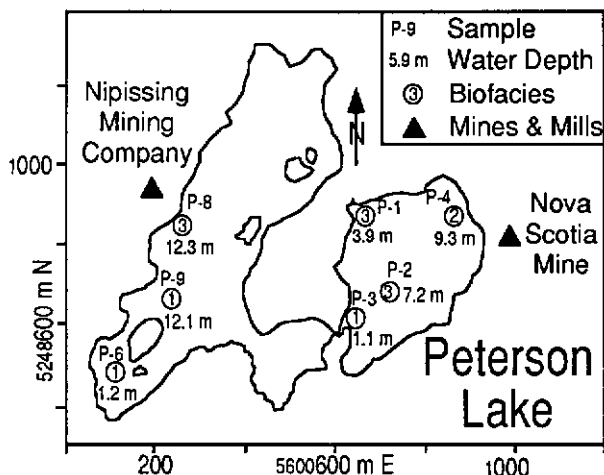 P-9 Sample
5.9 m Water Depth
3 Biofacies
Mines & Mills
Nipissing
Mining
Company
N
1000
P-8
3
12.3 m
P-1
3
3.9 m
P-4
2
9.3 m
Nova
Scotia
Mine
P-9
1
12.1 m
P-2
3
7.2 m
P-3
1
1.1 m
5248600 m N
P-6
1
1.2 m
Peterson
Lake
200
5600600 m E
1000